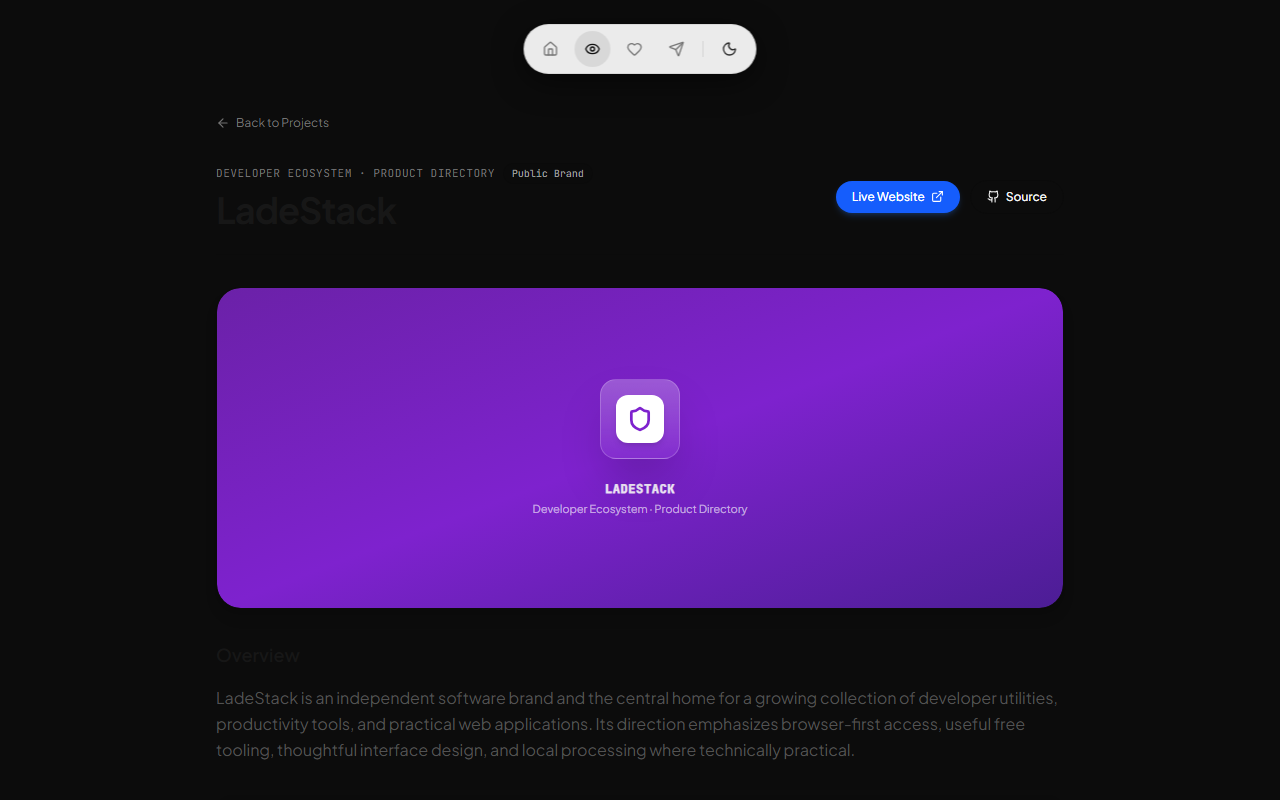 Back to Projects
DEVELOPER ECOSYSTEM · PRODUCT DIRECTORY Public Brand
LadeStack
Live Website
Source
LADESTACK
Developer Ecosystem · Product Directory
Overview
LadeStack is an independent software brand and the central home for a growing collection of developer utilities,
productivity tools, and practical web applications. Its direction emphasizes browser-first access, useful free
tooling, thoughtful interface design, and local processing where technically practical.